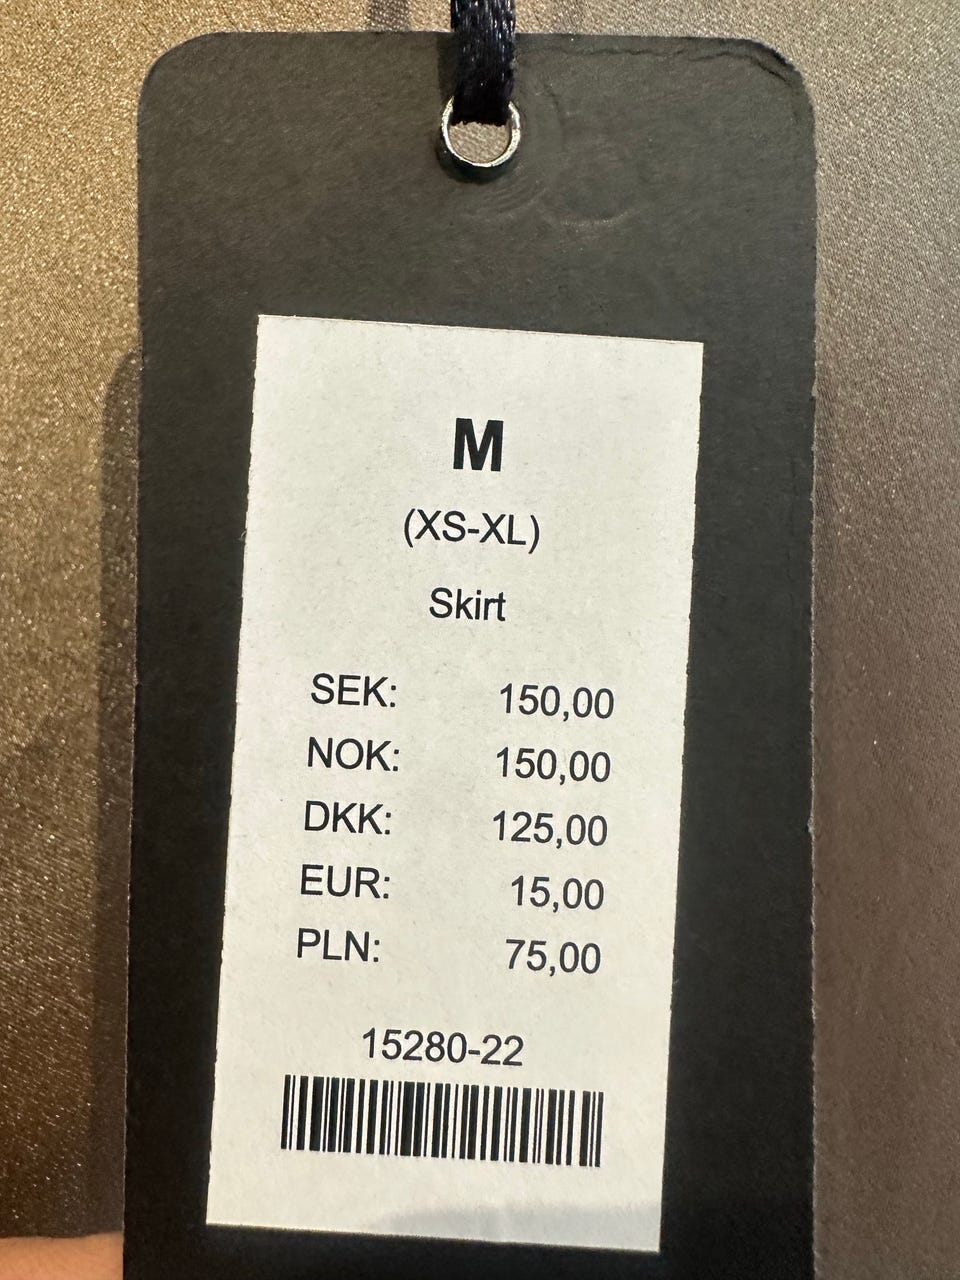 M
(XS-XL)
Skirt
SEK: 150,00
NOK: 150,00
DKK: 125,00
EUR: 15,00
PLN: 75,00
15280-22